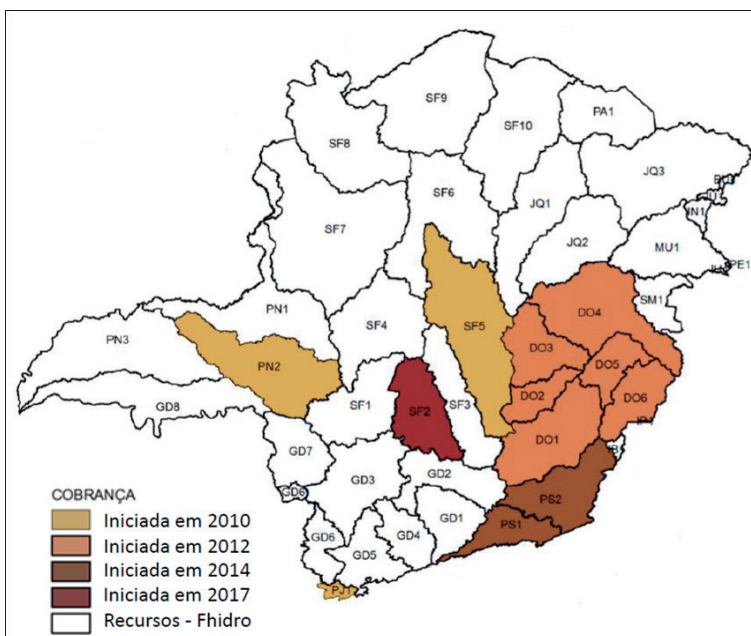 SF9
PA1
SF10
SF8
JQ3
SF6
JQ1
IN1
SF7
JQ2
MU1
PE1
PN1
SM1
DO4
PN3
SF4
SF5
DO3
PN2
DO5
GD8
SF1
SF2
SF3
DO2
DO6
DO1
GD7
GD3
GD2
COBRANÇA
GD6
PS2
Iniciada em 2010
GD1
PS1
Iniciada em 2012
GD6
GD5
GD4
Iniciada em 2014
PJ1
Iniciada em 2017
Recursos - Fhidro